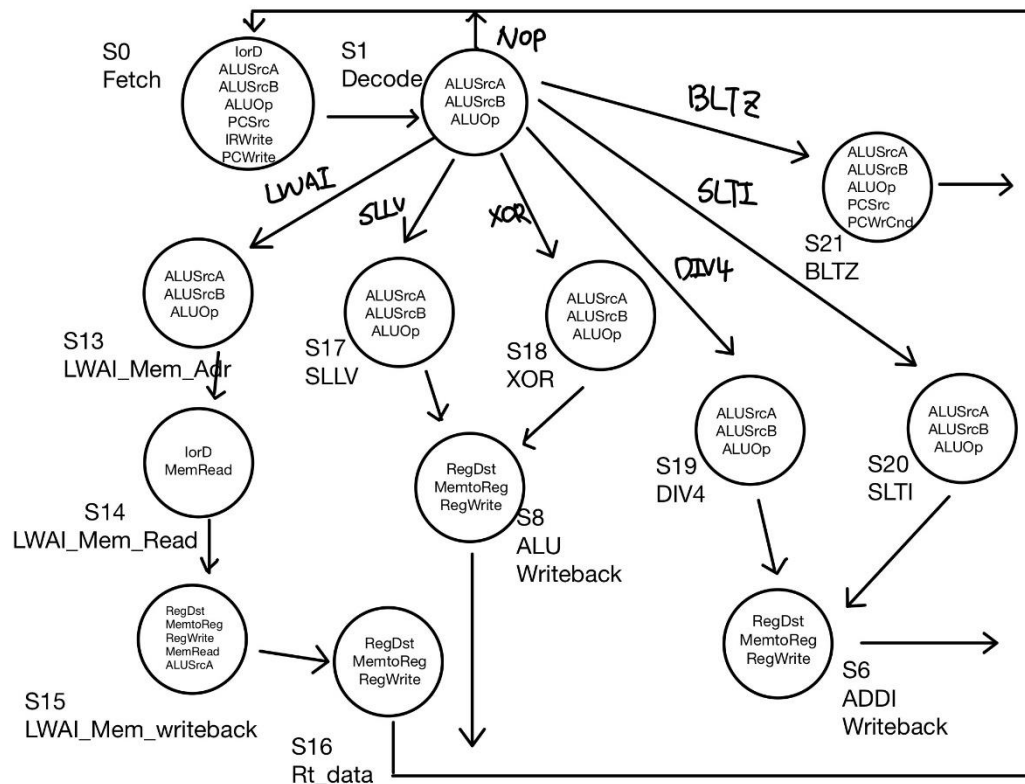 NOP
S0
Fetch
IorD
ALUSrcA
ALUSrcB
ALUOp
PCSrc
IRWrite
PCWrite
S1
Decode
ALUSrcA
ALUSrcB
ALUOp
BLTZ
ALUSrcA
ALUSrcB
ALUOp
PCSrc
PCWrCnd
S21
BLTZ
LWAI
SLLV
XOR
DIV4
SLTI
ALUSrcA
ALUSrcB
ALUOp
S13
LWAI_Mem_Adr
ALUSrcA
ALUSrcB
ALUOp
S17
SLLV
ALUSrcA
ALUSrcB
ALUOp
S18
XOR
ALUSrcA
ALUSrcB
ALUOp
S19
DIV4
ALUSrcA
ALUSrcB
ALUOp
S20
SLTI
IorD
MemRead
S14
LWAI_Mem_Read
RegDst
MemtoReg
RegWrite
S8
ALU
Writeback
RegDst
MemtoReg
RegWrite
MemRead
ALUSrcA
S15
LWAI_Mem_writeback
RegDst
MemtoReg
RegWrite
S16
Rt_data
RegDst
MemtoReg
RegWrite
S6
ADDI
Writeback